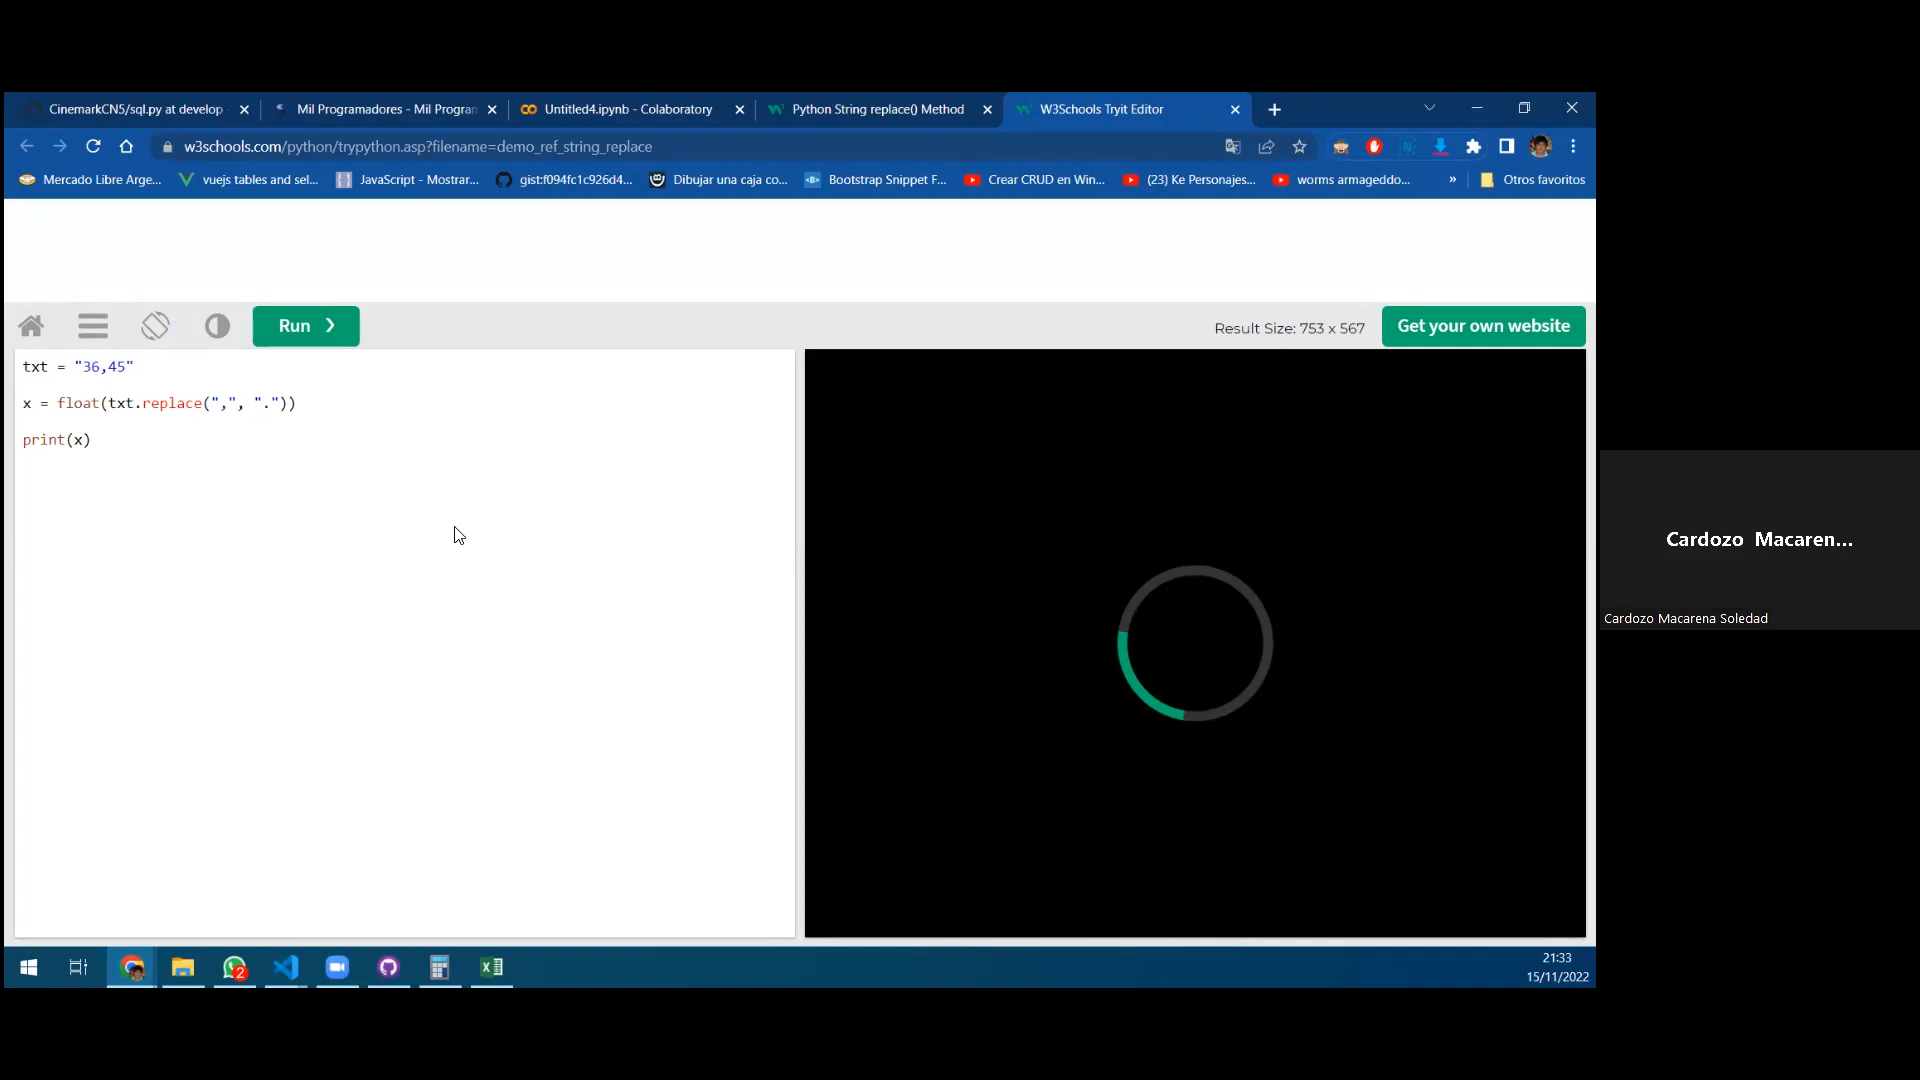 CinemarkCN5/sql.py at develop
Mil Programadores - Mil Progran
Untitled4.ipynb - Colaboratory
Python String replace() Method
W3Schools Tryit Editor
w3schools.com/python/trypython.asp?filename=demo_ref_string_replace
Mercado Libre Arge...
vuejs tables and sel...
JavaScript - Mostrar...
gist:f094fc1c926d4...
Dibujar una caja co...
Bootstrap Snippet F...
Crear CRUD en Win...
(23) Ke Personajes...
worms armageddo...
»
Otros favoritos
Run ❯
Result Size: 753 x 567
Get your own website
txt = "36,45"
x = float(txt.replace(",", "."))
print(x)
Cardozo Macaren...
Cardozo Macarena Soledad
2
21:33
15/11/2022